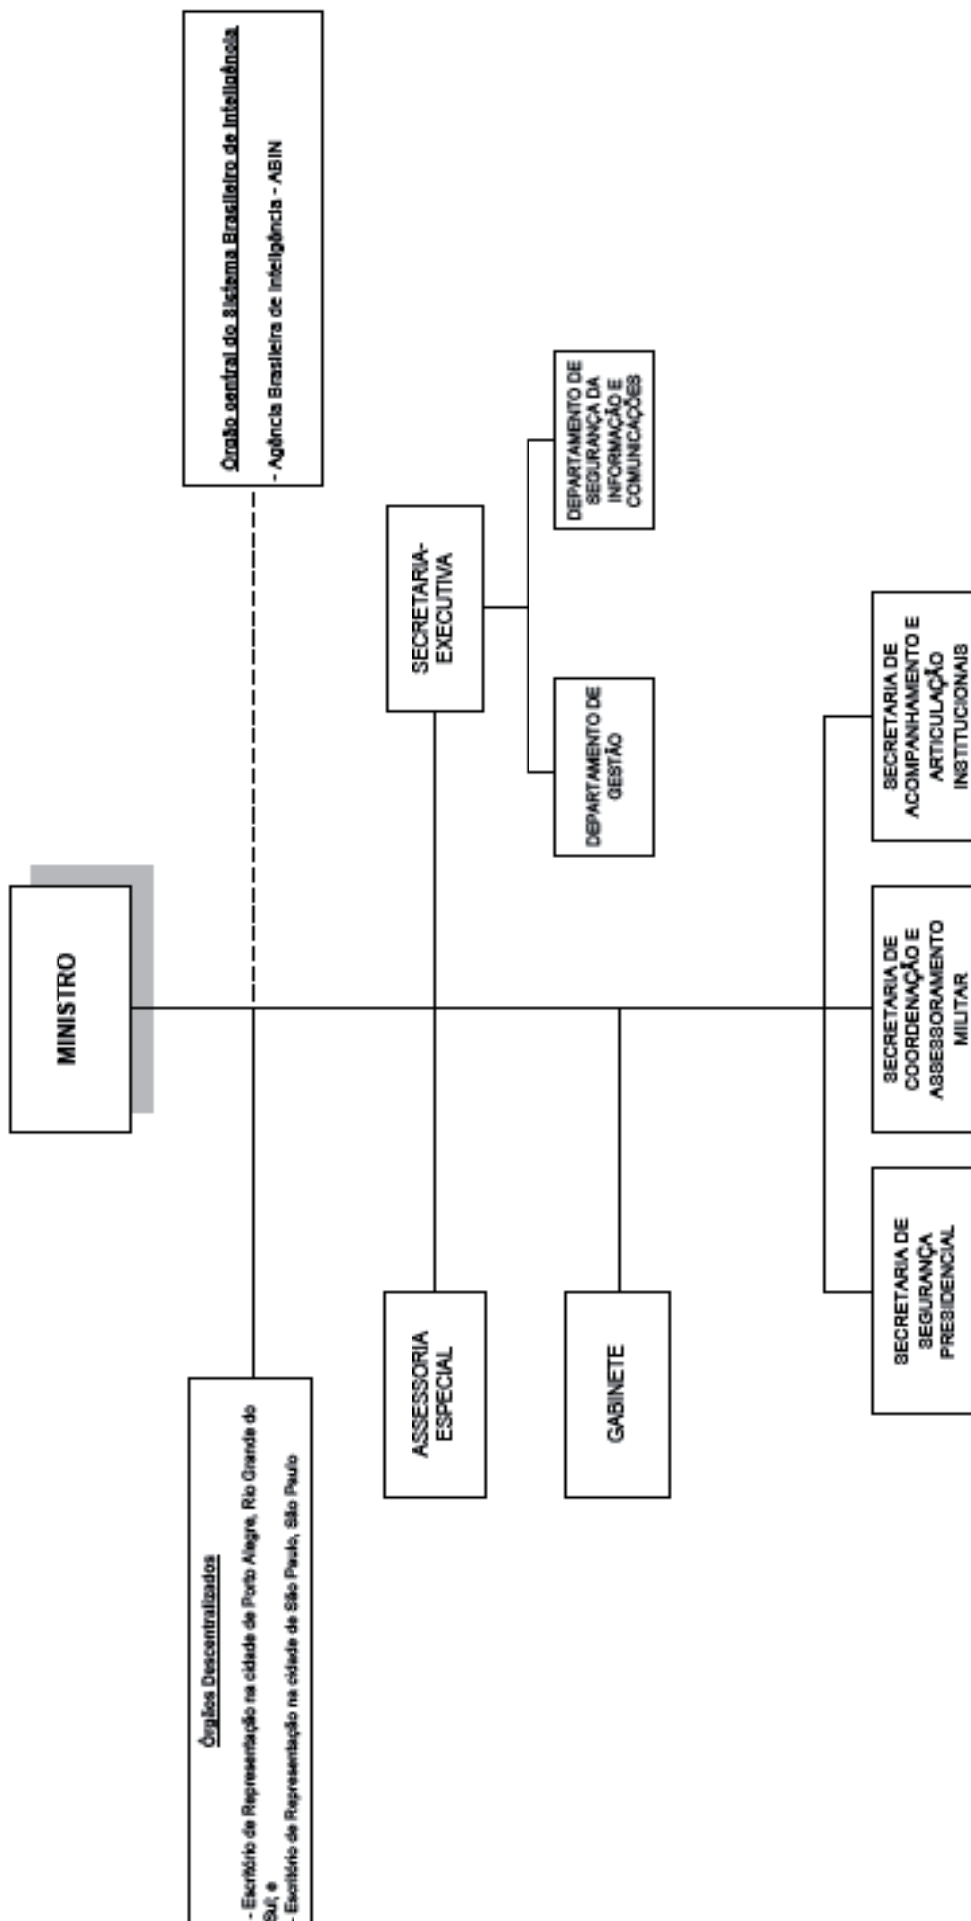 MINISTRO
Órgãos Descentralizados
- Escritório de Representação na cidade de Porto Alegre, Rio Grande do
Sul; e
- Escritório de Representação na cidade de São Paulo, São Paulo
Órgão central do Sistema Brasileiro de Inteligência
- Agência Brasileira de Inteligência - ABIN
ASSESSORIA
ESPECIAL
SECRETARIA-
EXECUTIVA
GABINETE
DEPARTAMENTO DE
GESTÃO
DEPARTAMENTO DE
SEGURANÇA DA
INFORMAÇÃO E
COMUNICAÇÕES
SECRETARIA DE
SEGURANÇA
PRESIDENCIAL
SECRETARIA DE
COORDENAÇÃO E
ASSESSORAMENTO
MILITAR
SECRETARIA DE
ACOMPANHAMENTO E
ARTICULAÇÃO
INSTITUCIONAIS